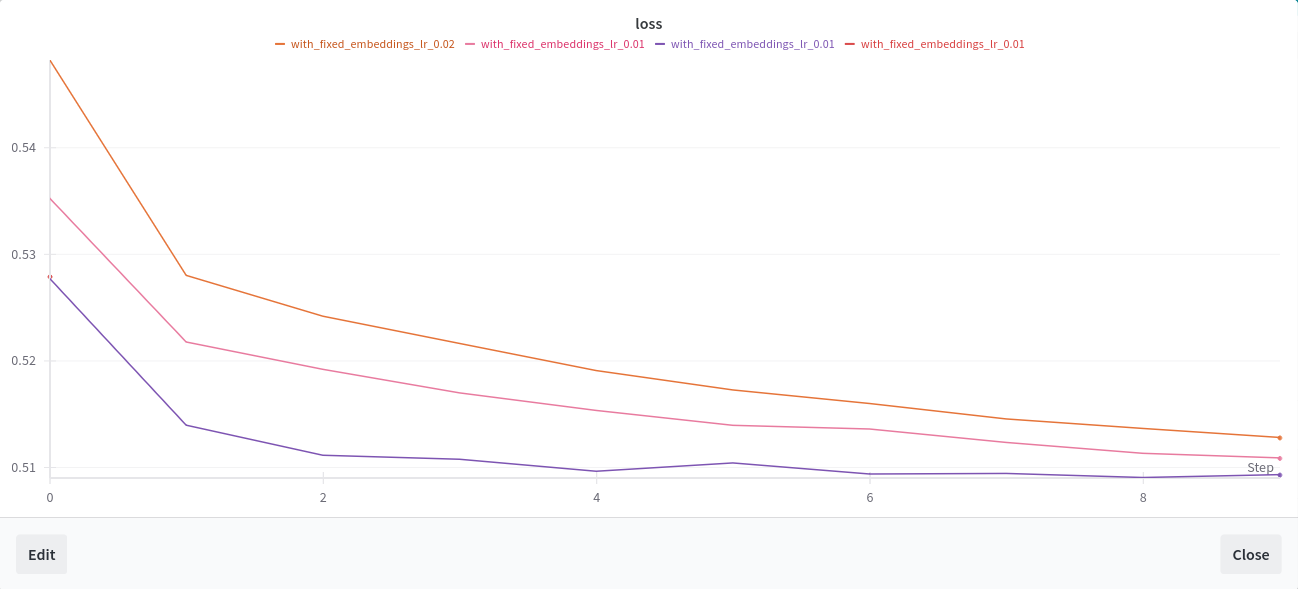 loss
with_fixed_embeddings_lr_0.02 with_fixed_embeddings_lr_0.01 with_fixed_embeddings_lr_0.01 with_fixed_embeddings_lr_0.01
0.54
0.53
0.52
0.51
Step
0 2 4 6 8
Edit Close